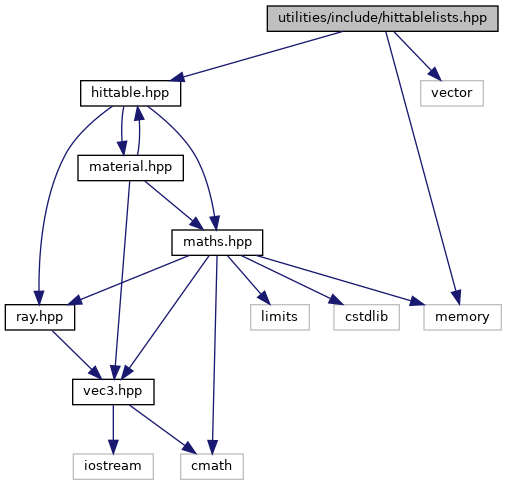 utilities/include/hittablelists.hpp
hittable.hpp
vector
material.hpp
maths.hpp
ray.hpp
limits
cstdlib
memory
vec3.hpp
iostream
cmath